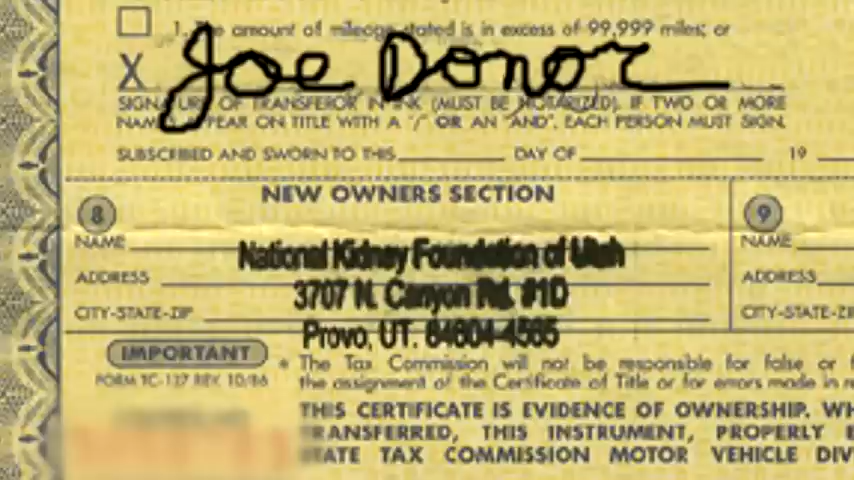 1. The amount of mileage stated is in excess of 99,999 miles; or
X Joe Donor
SIGNATURE OF TRANSFEROR IN INK (MUST BE NOTARIZED). IF TWO OR MORE
NAMES APPEAR ON TITLE WITH A "/" OR AN "AND", EACH PERSON MUST SIGN.
SUBSCRIBED AND SWORN TO THIS DAY OF 19
NEW OWNERS SECTION
8
9
NAME National Kidney Foundation of Utah
NAME
ADDRESS 3707 N. Canyon Rd. #1D
ADDRESS
CITY-STATE-ZIP Provo, UT. 84604-4585
CITY-STATE-ZIP
IMPORTANT
* The Tax Commission will not be responsible for false or
FORM TC-127 REV. 10/86
the assignment of the Certificate of Title or for errors made in
THIS CERTIFICATE IS EVIDENCE OF OWNERSHIP. WH
TRANSFERRED, THIS INSTRUMENT, PROPERLY E
STATE TAX COMMISSION MOTOR VEHICLE DIV